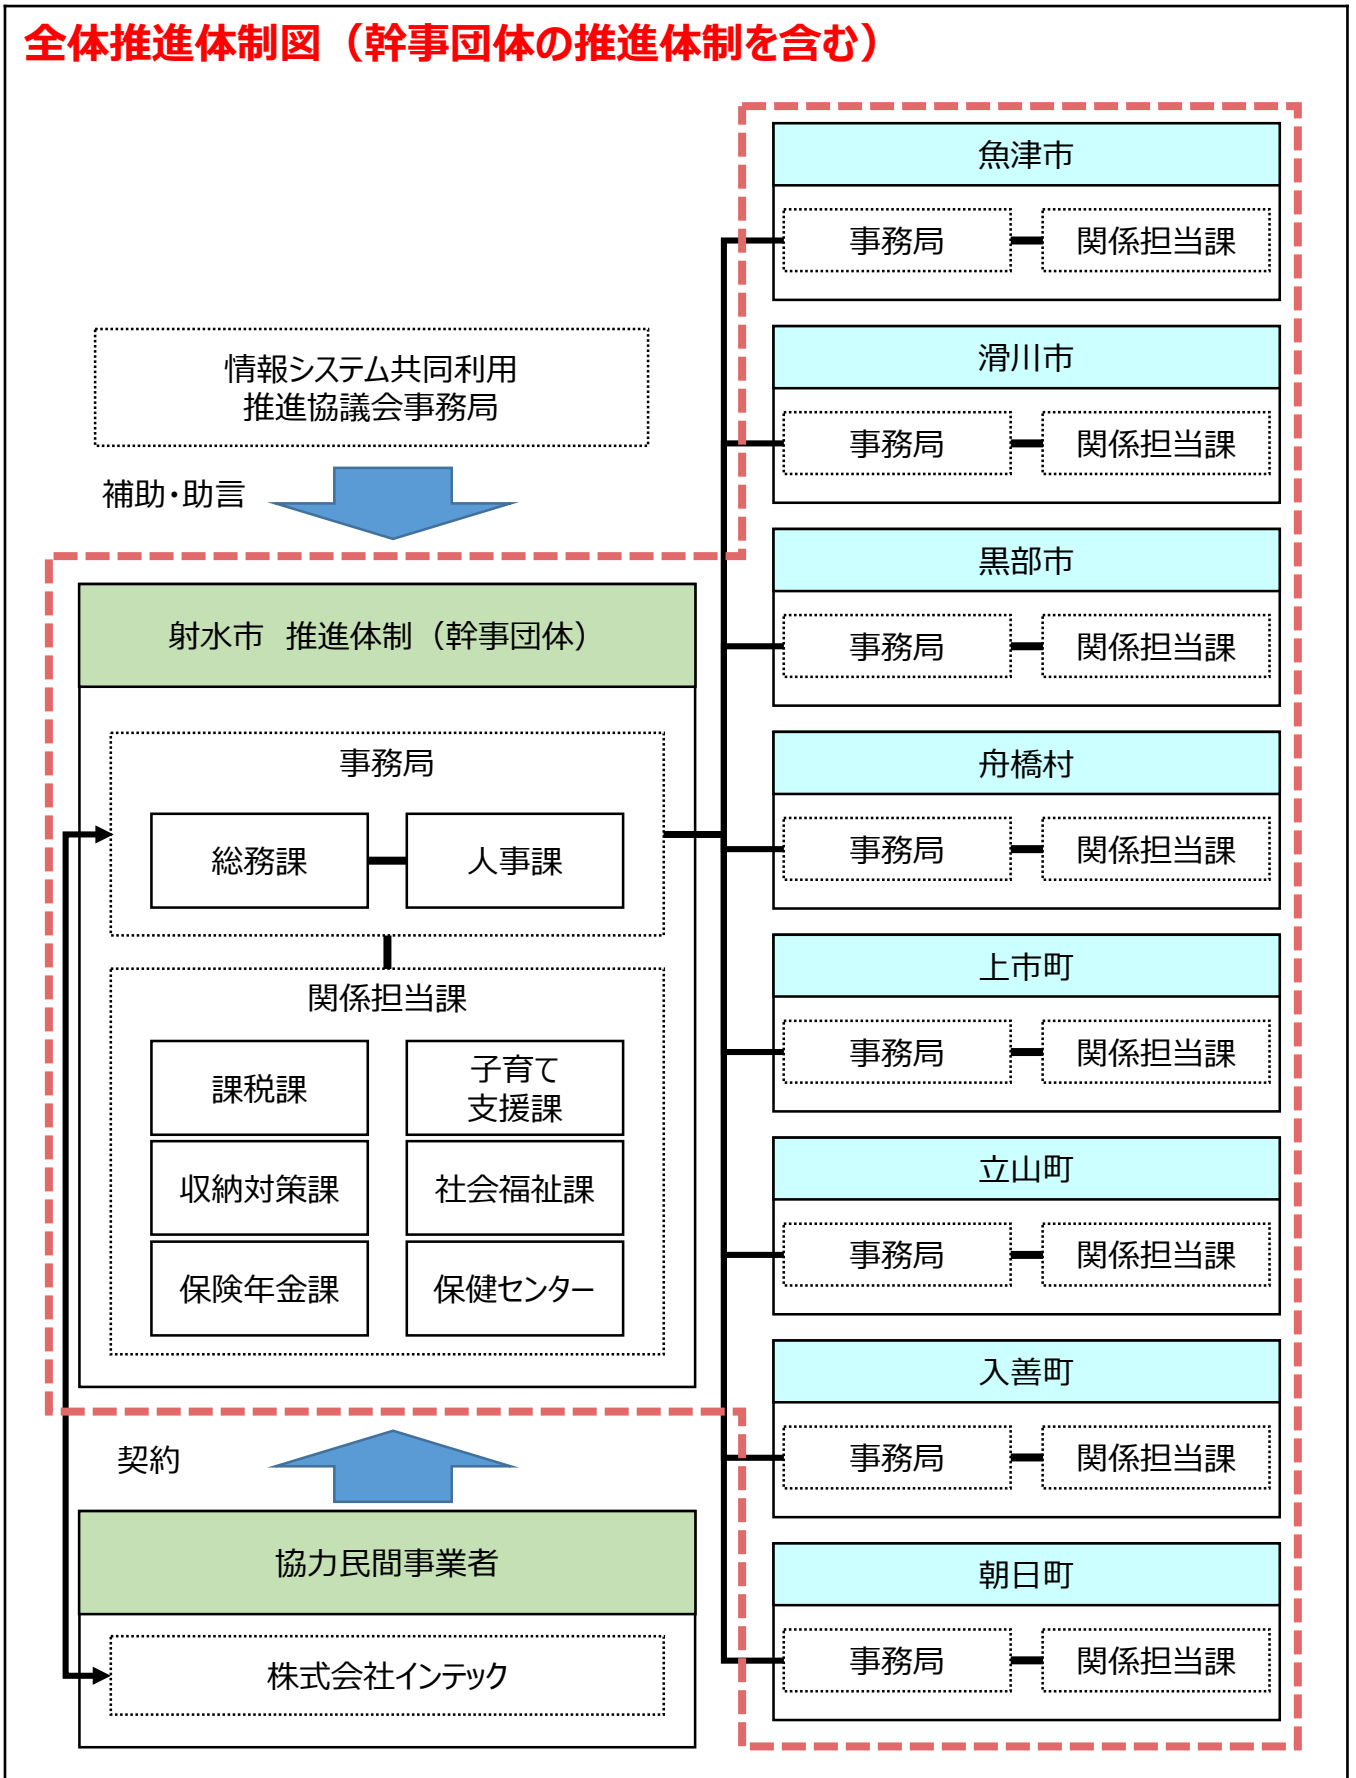 全体推進体制図（幹事団体の推進体制を含む）
情報システム共同利用
推進協議会事務局
補助・助言
射水市 推進体制（幹事団体）
事務局
総務課
人事課
関係担当課
課税課
子育て
支援課
収納対策課
社会福祉課
保険年金課
保健センター
契約
協力民間事業者
株式会社インテック
魚津市
事務局
関係担当課
滑川市
事務局
関係担当課
黒部市
事務局
関係担当課
舟橋村
事務局
関係担当課
上市町
事務局
関係担当課
立山町
事務局
関係担当課
入善町
事務局
関係担当課
朝日町
事務局
関係担当課